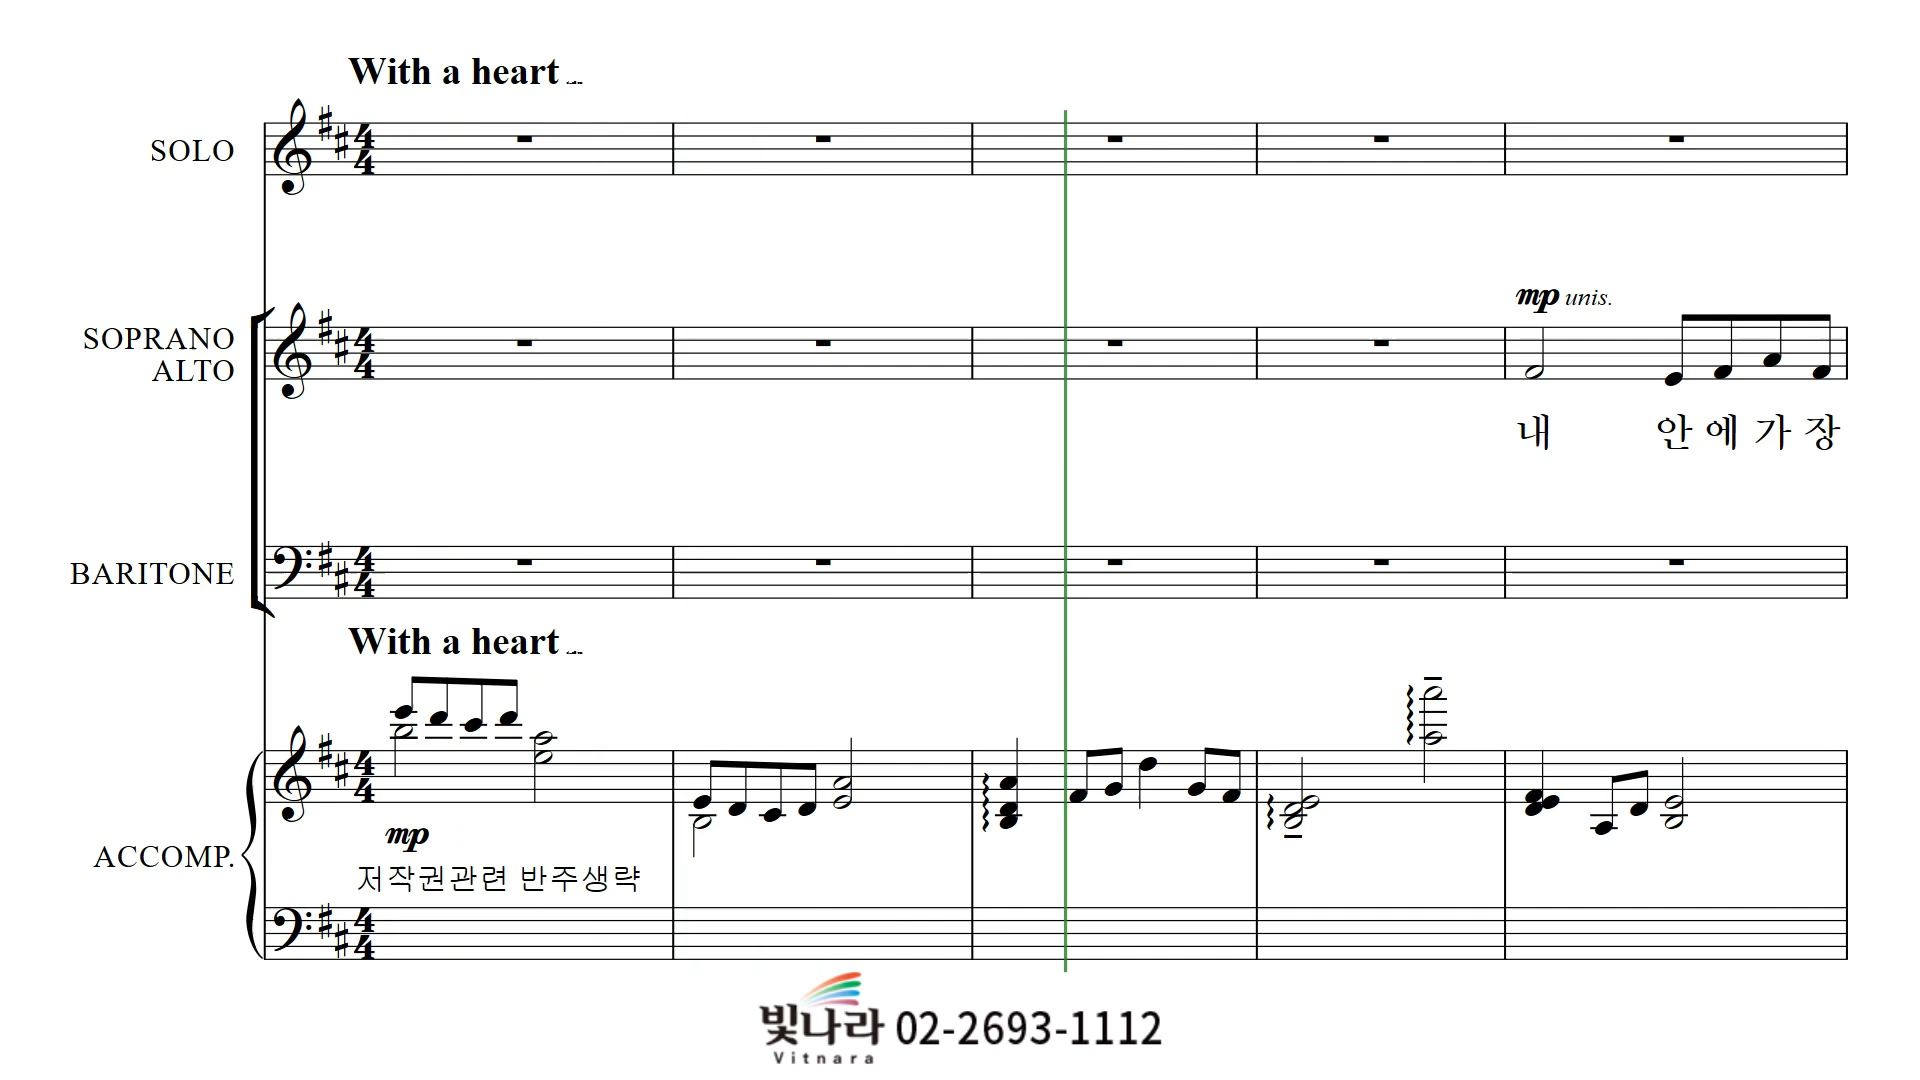 With a heart
SOLO
mp unis.
SOPRANO
ALTO
내 안 에 가 장
BARITONE
With a heart
mp
ACCOMP.
저작권관련 반주생략
빛나라 02-2693-1112
Vitnara